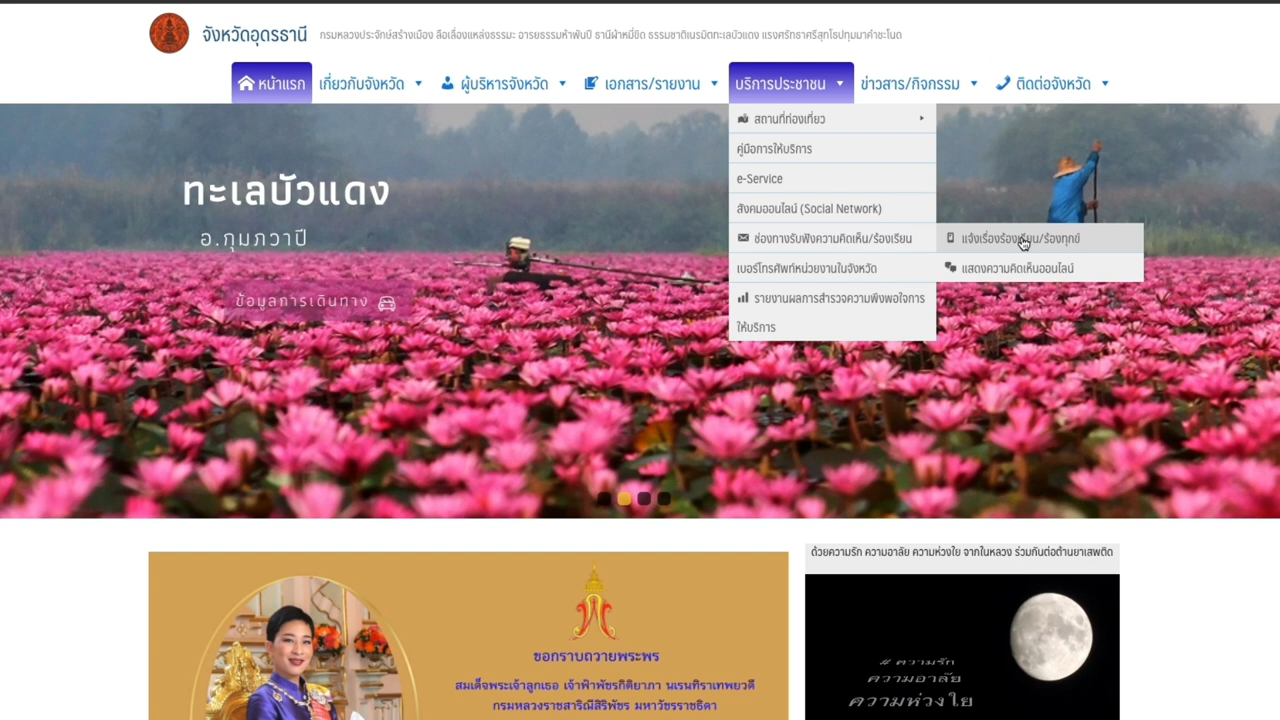 จังหวัดอุดรธานี
กรมหลวงประจักษ์สร้างเมือง ลือเลื่องแหล่งธรรมะ อารยธรรมห้าพันปี ธานีผ้าหมี่ขิด ธรรมชาติเนรมิตทะเลบัวแดง แรงศรัทธาศรีสุทโธปทุมมาคำชะโนด
หน้าแรก เกี่ยวกับจังหวัด ผู้บริหารจังหวัด เอกสาร/รายงาน บริการประชาชน ข่าวสาร/กิจกรรม ติดต่อจังหวัด
สถานที่ท่องเที่ยว
คู่มือการให้บริการ
e-Service
สังคมออนไลน์ (Social Network)
ช่องทางรับฟังความคิดเห็น/ร้องเรียน
แจ้งเรื่องร้องเรียน/ร้องทุกข์
เบอร์โทรศัพท์หน่วยงานในจังหวัด
แสดงความคิดเห็นออนไลน์
รายงานผลการสำรวจความพึงพอใจการ
ให้บริการ
ทะเลบัวแดง
อ.กุมภวาปี
ข้อมูลการเดินทาง
ขอกราบถวายพระพร
สมเด็จพระเจ้าลูกเธอ เจ้าฟ้าพัชรกิติยาภา นเรนทิราเทพยวดี
กรมหลวงราชสาริณีสิริพัชร มหาวัชรราชธิดา
ด้วยความรัก ความอาลัย ความห่วงใย จากในหลวง ร่วมกันต่อต้านยาเสพติด
# ความรัก
ความอาลัย
ความห่วงใย